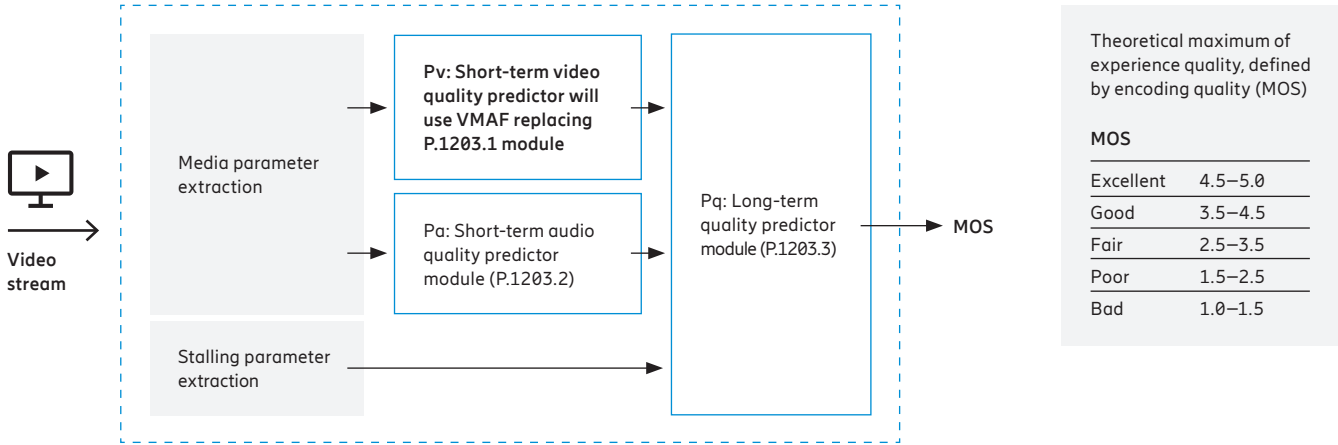 Video
stream
Media parameter
extraction
Stalling parameter
extraction
Pv: Short-term video
quality predictor will
use VMAF replacing
P.1203.1 module
Pa: Short-term audio
quality predictor
module (P.1203.2)
Pq: Long-term
quality predictor
module (P.1203.3)
MOS
Theoretical maximum of
experience quality, defined
by encoding quality (MOS)
MOS
Excellent 4.5–5.0
Good 3.5–4.5
Fair 2.5–3.5
Poor 1.5–2.5
Bad 1.0–1.5